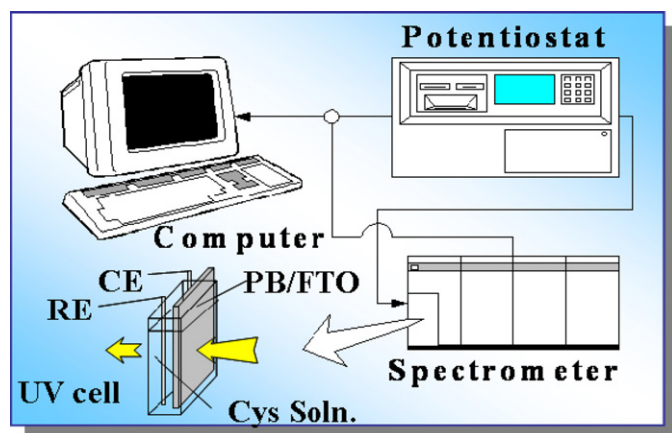 Potentiostat
Computer
CE
PB/FTO
RE
Spectrometer
UV cell
Cys Soln.